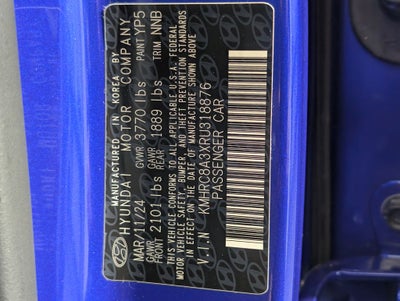 MANUFACTURED IN KOREA BY
HYUNDAI MOTOR COMPANY
MAR/11/24 GVWR 3770 lbs PAINT YP5
GAWR FRONT 2101 lbs GAWR REAR 1889 lbs TRIM NNB
THIS VEHICLE CONFORMS TO ALL APPLICABLE U.S.A. FEDERAL
MOTOR VEHICLE SAFETY, BUMPER, AND THEFT PREVENTION STANDARDS
IN EFFECT ON THE DATE OF MANUFACTURE SHOWN ABOVE.
V.I.N KMHRC8A3XRU318876
PASSENGER CAR